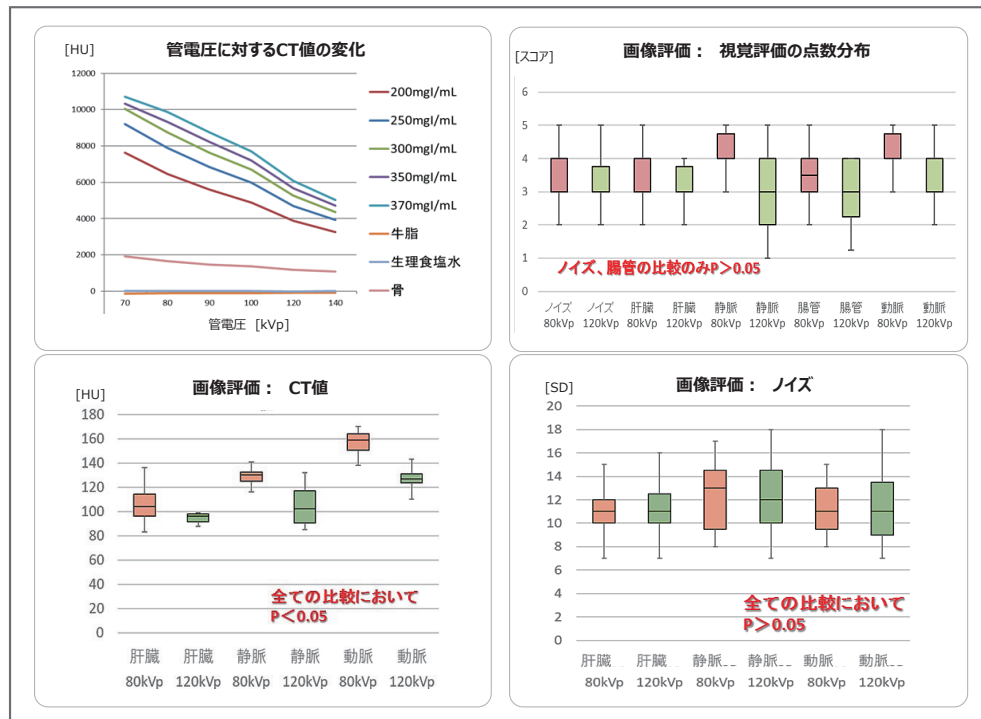 管電圧に対するCT値の変化
[HU]
12000
10000
8000
6000
4000
2000
0
70 80 90 100 120 140
管電圧 [kVp]
200mgI/mL
250mgI/mL
300mgI/mL
350mgI/mL
370mgI/mL
牛脂
生理食塩水
骨
画像評価： 視覚評価の点数分布
[スコア]
6
5
4
3
2
1
0
ノイズ、腸管の比較のみP＞0.05
ノイズ ノイズ 肝臓 肝臓 静脈 静脈 腸管 腸管 動脈 動脈
80kVp 120kVp 80kVp 120kVp 80kVp 120kVp 80kVp 120kVp 80kVp 120kVp
画像評価： CT値
[HU]
180
160
140
120
100
80
60
40
20
0
全ての比較において
P＜0.05
肝臓 肝臓 静脈 静脈 動脈 動脈
80kVp 120kVp 80kVp 120kVp 80kVp 120kVp
画像評価： ノイズ
[SD]
20
18
16
14
12
10
8
6
4
2
0
全ての比較において
P＞0.05
肝臓 肝臓 静脈 静脈 動脈 動脈
80kVp 120kVp 80kVp 120kVp 80kVp 120kVp